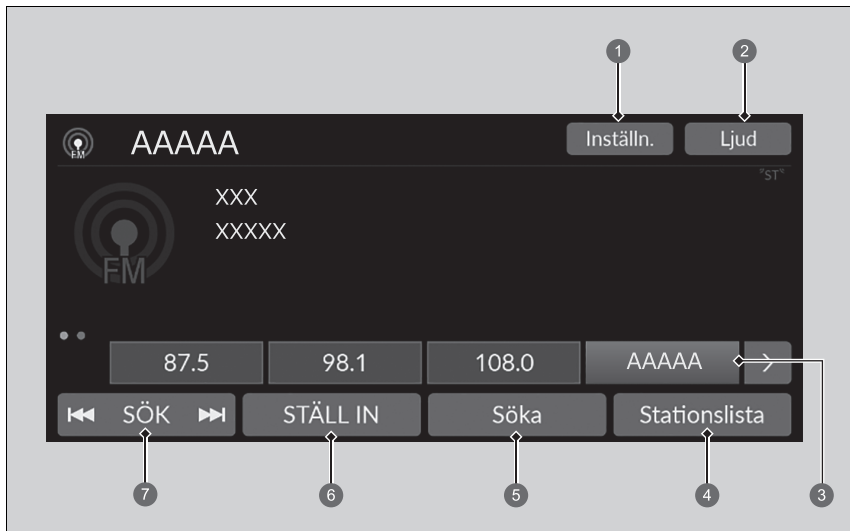 1 2
FM AAAAA Inställn. Ljud
"ST"
XXX
XXXXX
FM
87.5 98.1 108.0 AAAAA >
SÖK STÄLL IN Söka Stationslista
3
7 6 5 4